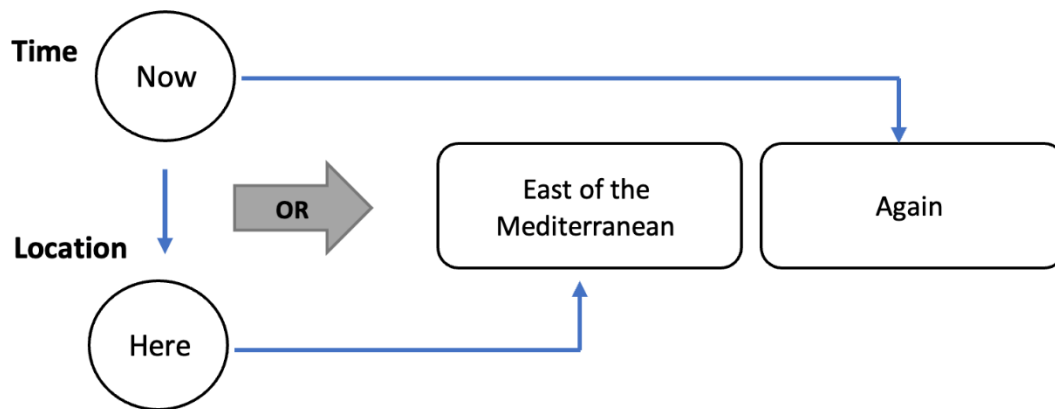 Time
Now
Location
Here
OR
East of the
Mediterranean
Again